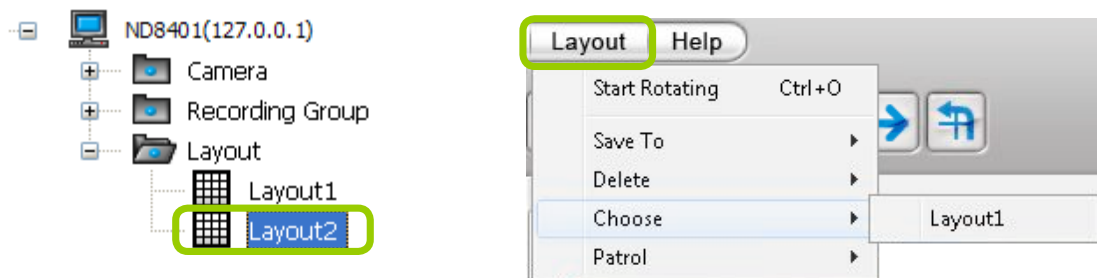 ND8401(127.0.0.1)
Camera
Recording Group
Layout
Layout1
Layout2
Layout Help
Start Rotating Ctrl+O
Save To
Delete
Choose
Layout1
Patrol